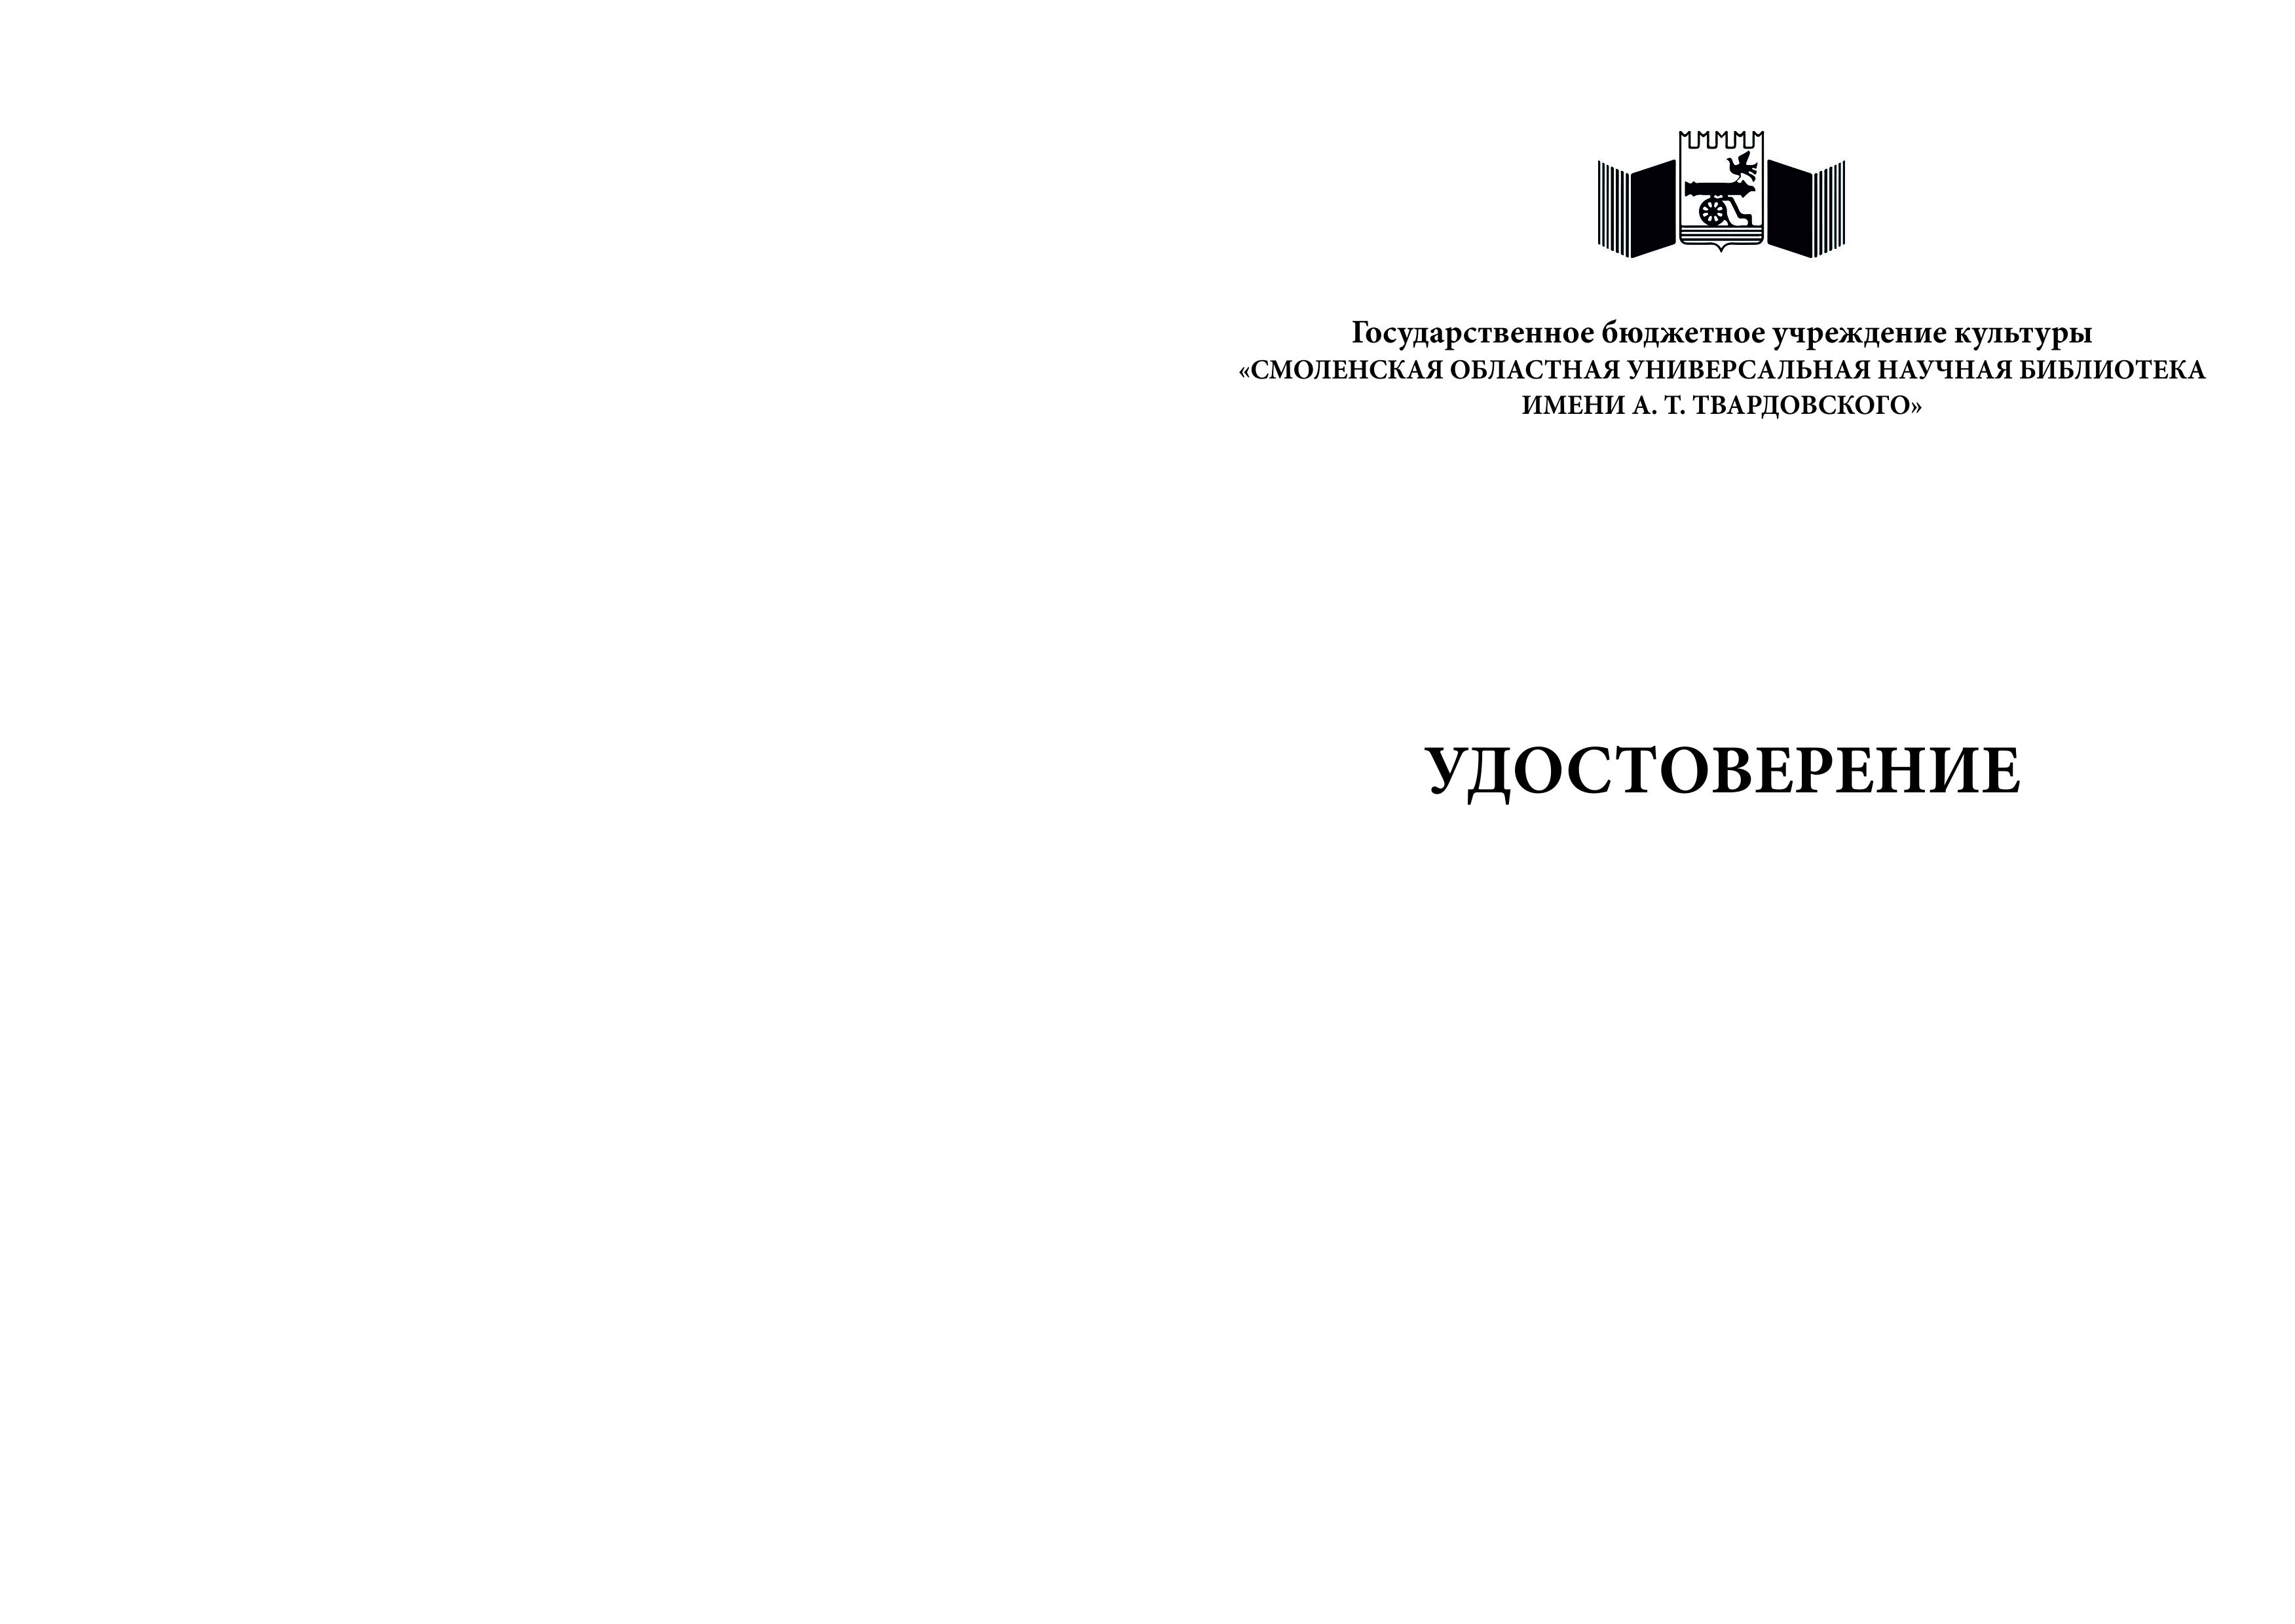 Государственное бюджетное учреждение культуры
«СМОЛЕНСКАЯ ОБЛАСТНАЯ УНИВЕРСАЛЬНАЯ НАУЧНАЯ БИБЛИОТЕКА
ИМЕНИ А. Т. ТВАРДОВСКОГО»
УДОСТОВЕРЕНИЕ